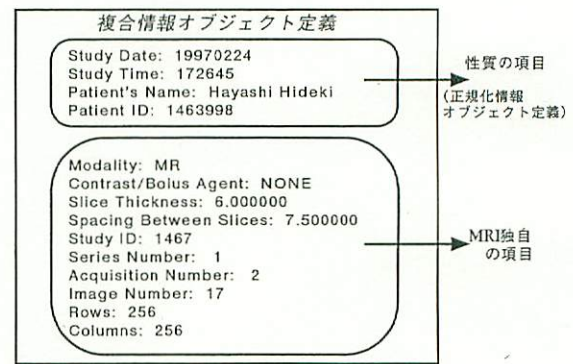 複合情報オブジェクト定義
Study Date: 19970224
Study Time: 172645
Patient's Name: Hayashi Hideki
Patient ID: 1463998
性質の項目
(正規化情報
オブジェクト定義)
Modality: MR
Contrast/Bolus Agent: NONE
Slice Thickness: 6.000000
Spacing Between Slices: 7.500000
Study ID: 1467
Series Number: 1
Acquisition Number: 2
Image Number: 17
Rows: 256
Columns: 256
MRI独自
の項目